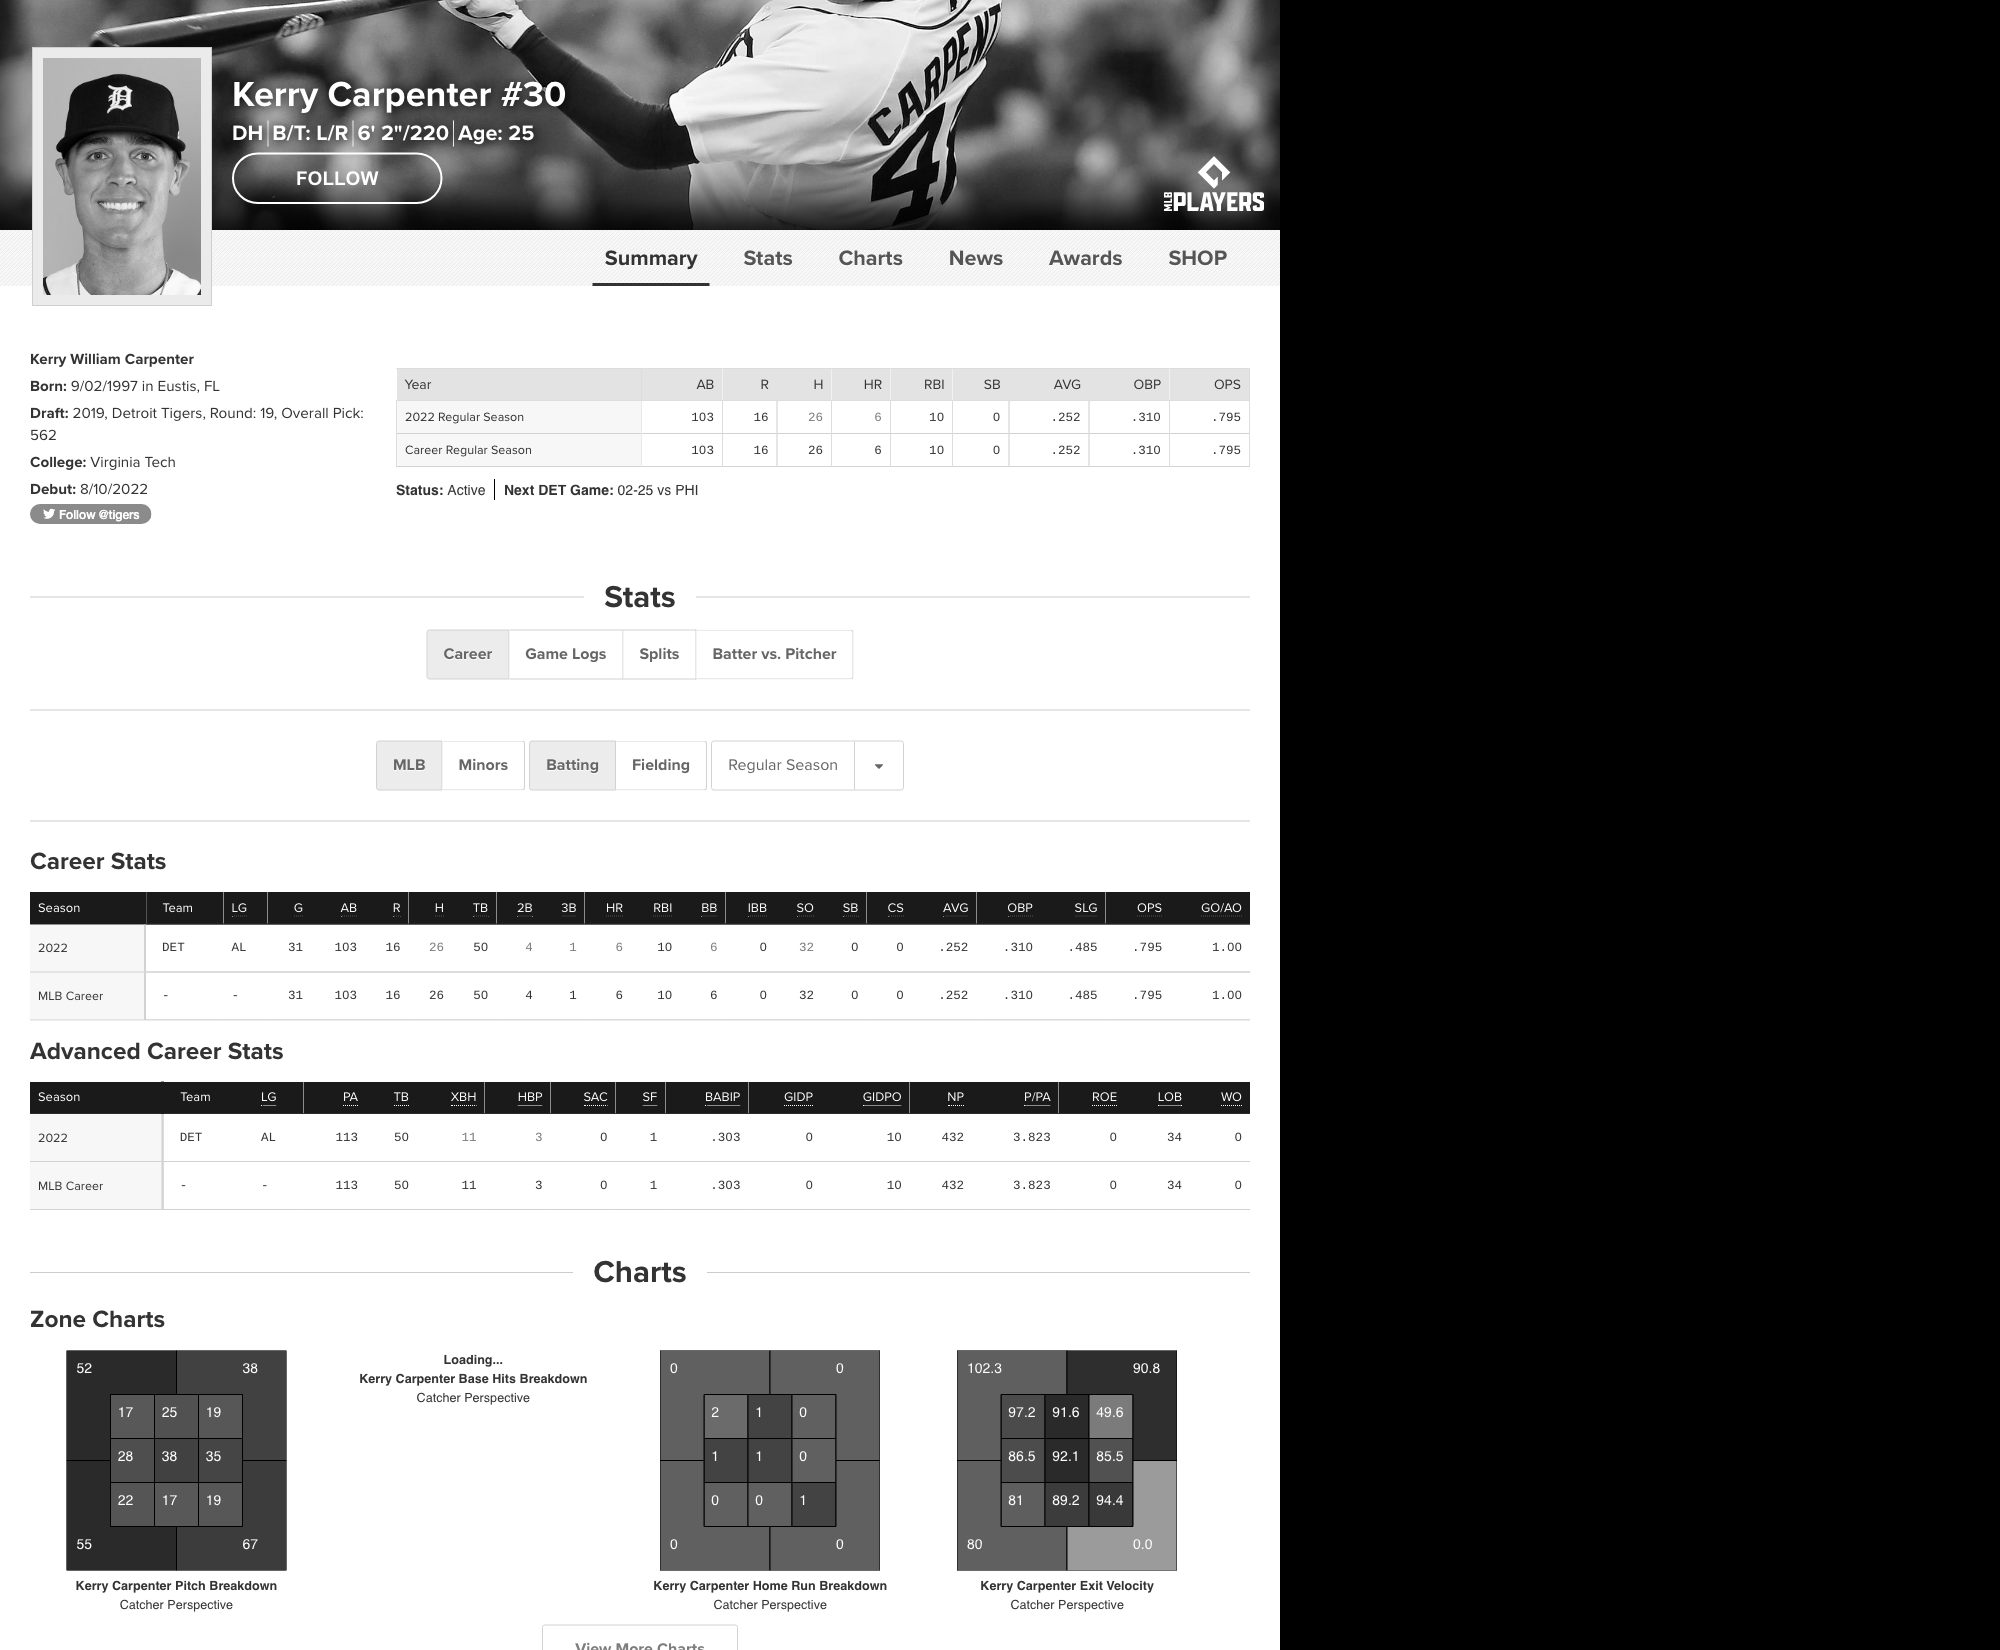 CARPENT
Kerry Carpenter #30
DH B/T: L/R 6' 2"/220 Age: 25
FOLLOW
MLB PLAYERS
Summary Stats Charts News Awards SHOP
Kerry William Carpenter
Born: 9/02/1997 in Eustis, FL
Draft: 2019, Detroit Tigers, Round: 19, Overall Pick:
562
College: Virginia Tech
Debut: 8/10/2022
Follow @tigers
Year AB R H HR RBI SB AVG OBP OPS
2022 Regular Season 103 16 26 6 10 0 .252 .310 .795
Career Regular Season 103 16 26 6 10 0 .252 .310 .795
Status: Active Next DET Game: 02-25 vs PHI
Stats
Career Game Logs Splits Batter vs. Pitcher
MLB Minors Batting Fielding Regular Season
Career Stats
Season Team LG G AB R H TB 2B 3B HR RBI BB IBB SO SB CS AVG OBP SLG OPS GO/AO
2022 DET AL 31 103 16 26 50 4 1 6 10 6 0 32 0 0 .252 .310 .485 .795 1.00
MLB Career - - 31 103 16 26 50 4 1 6 10 6 0 32 0 0 .252 .310 .485 .795 1.00
Advanced Career Stats
Season Team LG PA TB XBH HBP SAC SF BABIP GIDP GIDPO NP P/PA ROE LOB WO
2022 DET AL 113 50 11 3 0 1 .303 0 10 432 3.823 0 34 0
MLB Career - - 113 50 11 3 0 1 .303 0 10 432 3.823 0 34 0
Charts
Zone Charts
52 38
17 25 19
28 38 35
22 17 19
55 67
Kerry Carpenter Pitch Breakdown
Catcher Perspective
Loading...
Kerry Carpenter Base Hits Breakdown
Catcher Perspective
0 0
2 1 0
1 1 0
0 0 1
0 0
Kerry Carpenter Home Run Breakdown
Catcher Perspective
102.3 90.8
97.2 91.6 49.6
86.5 92.1 85.5
81 89.2 94.4
80 0.0
Kerry Carpenter Exit Velocity
Catcher Perspective
View More Charts